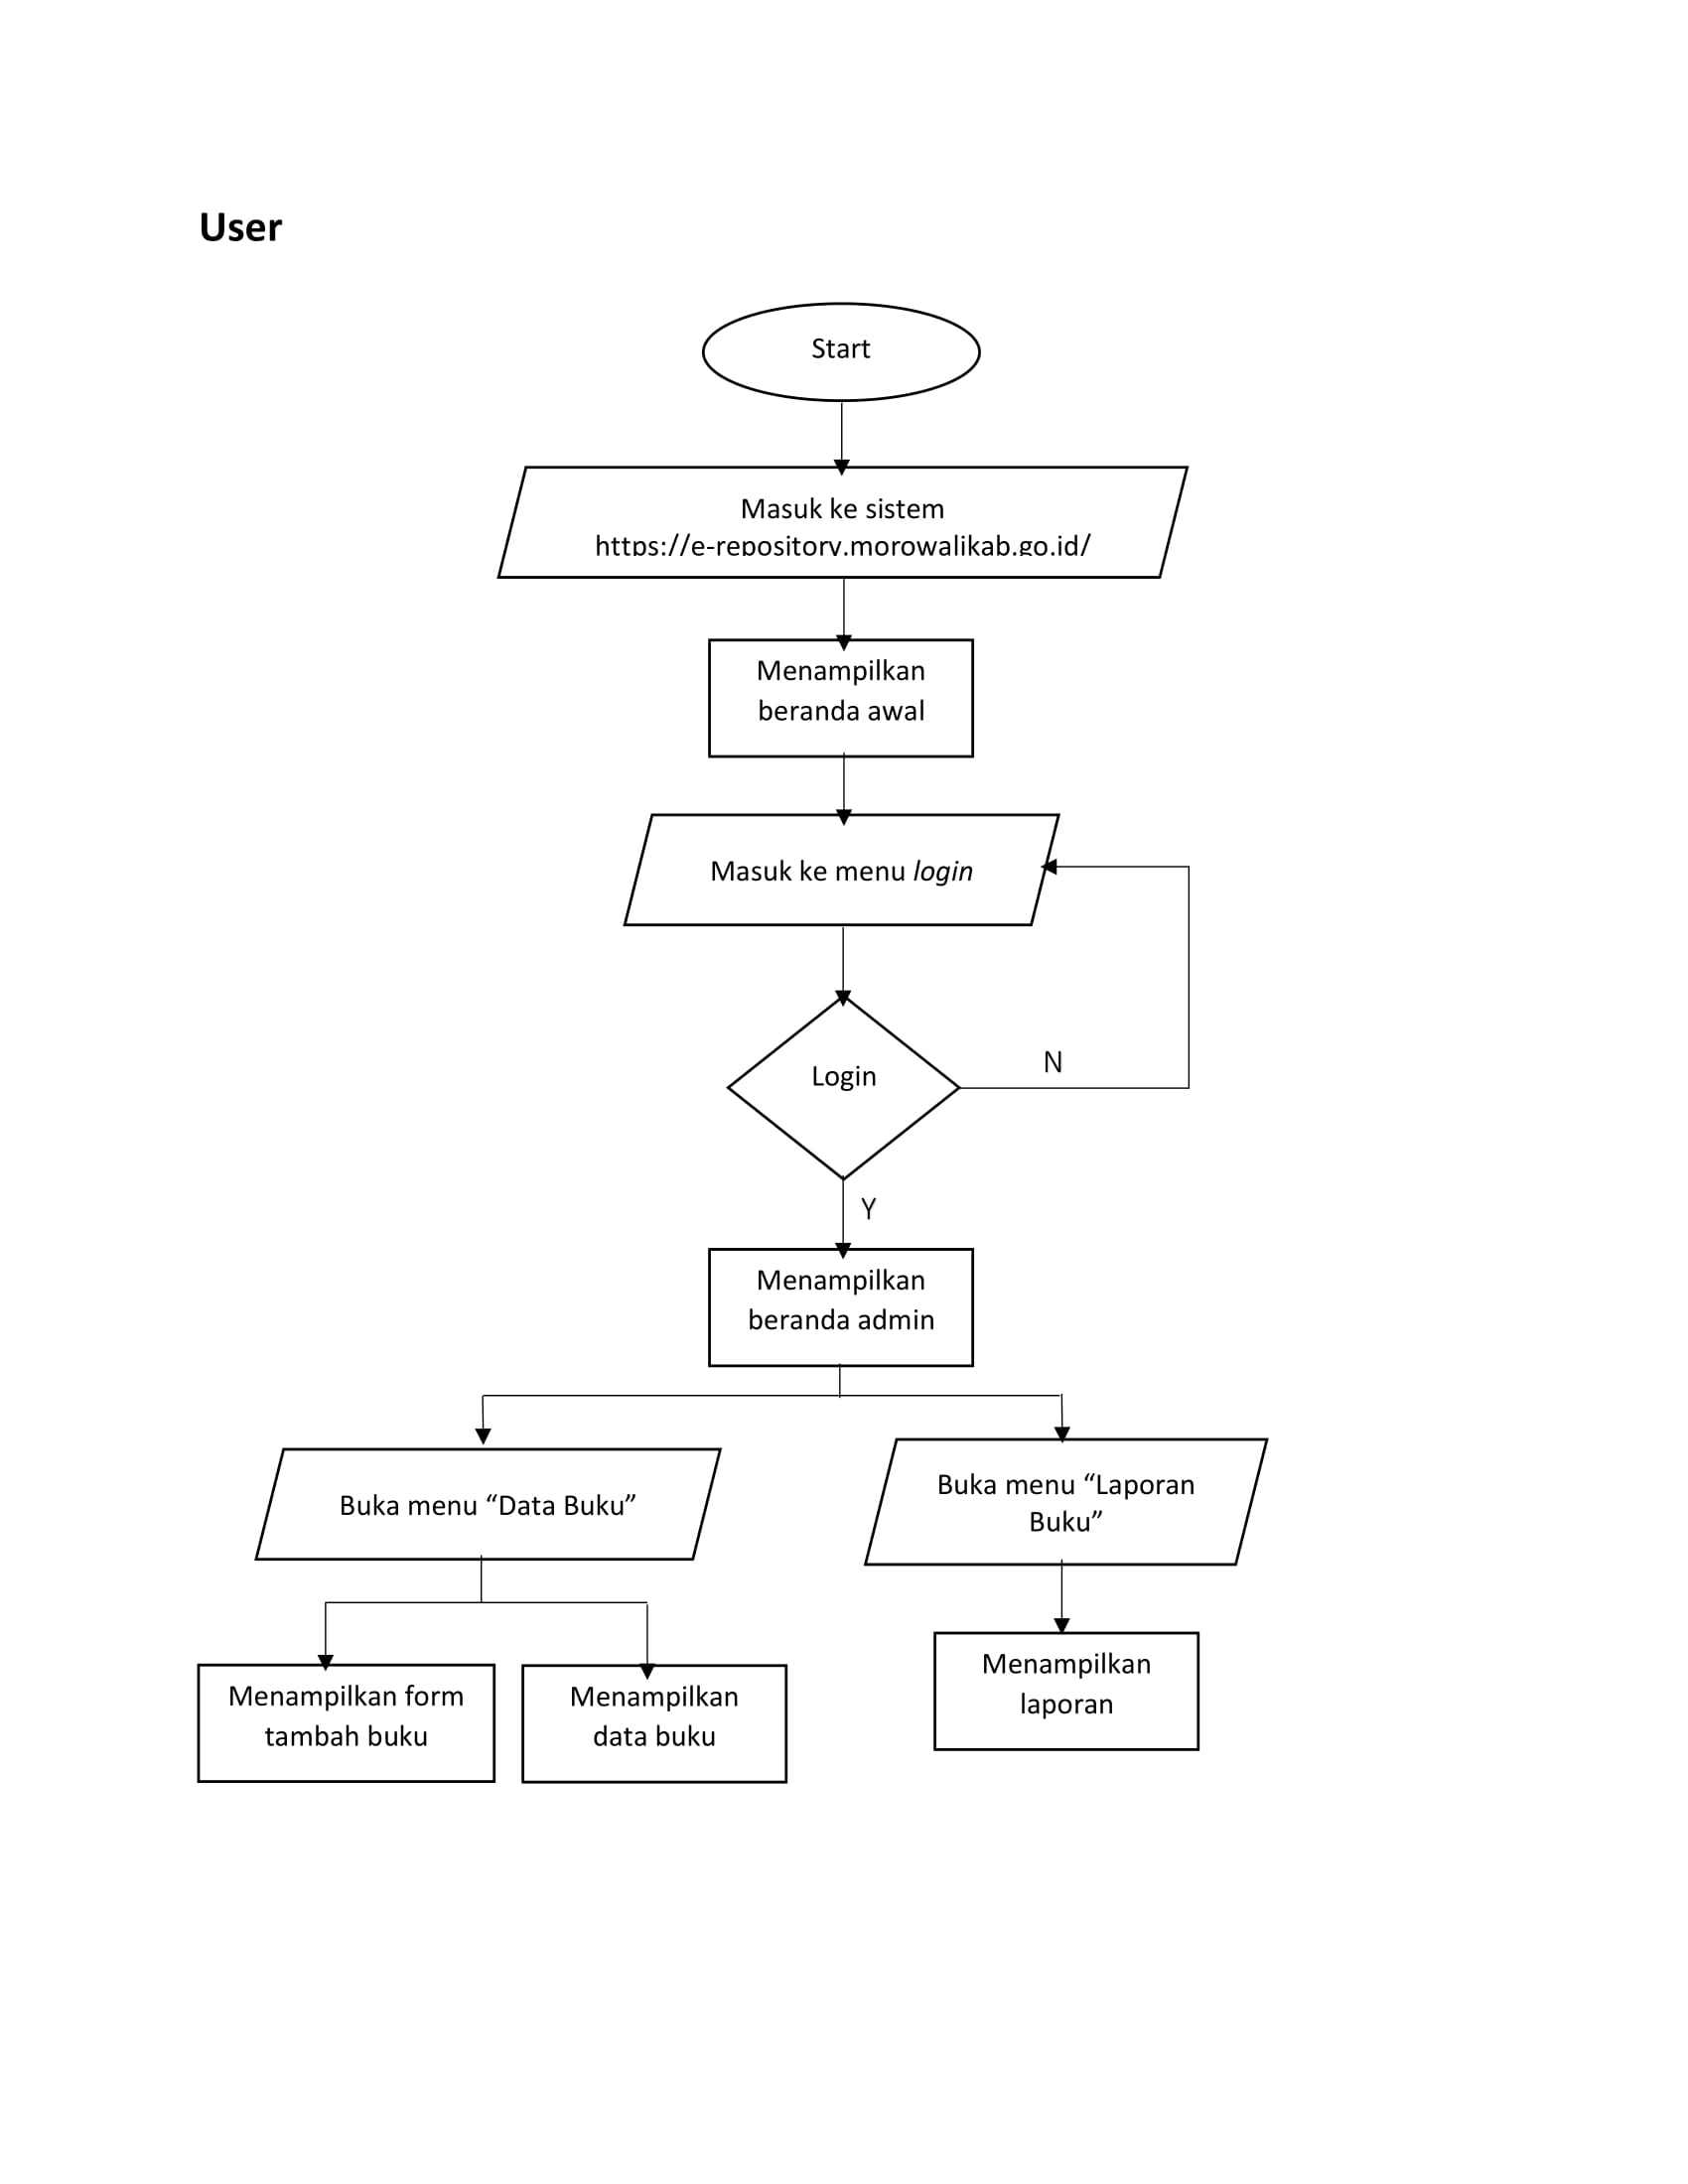 User
Start
Masuk ke sistem
https://e-repository.morowalikab.go.id/
Menampilkan
beranda awal
Masuk ke menu login
Login
N
Y
Menampilkan
beranda admin
Buka menu “Data Buku”
Buka menu “Laporan
Buku”
Menampilkan form
tambah buku
Menampilkan
data buku
Menampilkan
laporan